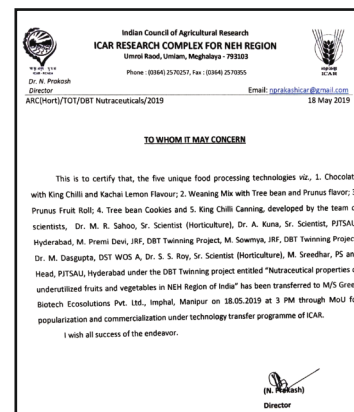 Indian Council of Agricultural Research
ICAR RESEARCH COMPLEX FOR NEH REGION
Umroi Raod, Umiam, Meghalaya - 793103
Phone : (0364) 2570257, Fax : (0364) 2570355
ICAR
Dr. N. Prakash
Director
Email: nprakashicar@gmail.com
ARC(Hort)/TOT/DBT Nutraceuticals/2019
18 May 2019
TO WHOM IT MAY CONCERN
This is to certify that, the five unique food processing technologies viz., 1. Chocolat
with King Chilli and Kachai Lemon Flavour; 2. Weaning Mix with Tree bean and Prunus flavor; 3
Prunus Fruit Roll; 4. Tree bean Cookies and 5. King Chilli Canning, developed by the team o
scientists, Dr. M. R. Sahoo, Sr. Scientist (Horticulture), Dr. A. Kuna, Sr. Scientist, PJTSAU
Hyderabad, M. Premi Devi, JRF, DBT Twinning Project, M. Sowmya, JRF, DBT Twinning Projec
Dr. M. Dasgupta, DST WOS A, Dr. S. S. Roy, Sr. Scientist (Horticulture), M. Sreedhar, PS an
Head, PJTSAU, Hyderabad under the DBT Twinning project entitled "Nutraceutical properties o
underutilized fruits and vegetables in NEH Region of India" has been transferred to M/S Gree
Biotech Ecosolutions Pvt. Ltd., Imphal, Manipur on 18.05.2019 at 3 PM through MoU fo
popularization and commercialization under technology transfer programme of ICAR.
I wish all success of the endeavor.
(N. Prakash)
Director